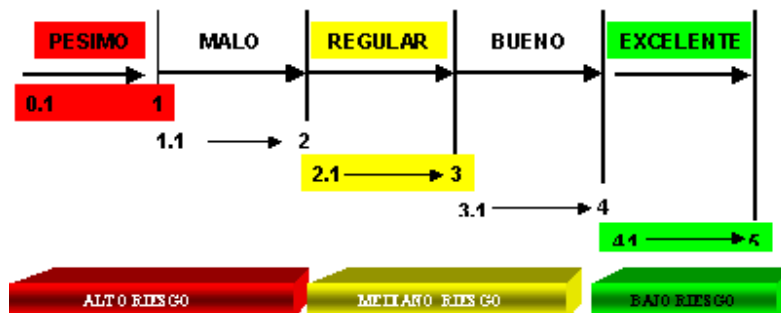 PESIMO MALO REGULAR BUENO EXCELENTE
0.1 1
1.1 2
2.1 3
3.1 4
4.1 5
ALTO RIESGO MEDIANO RIESGO BAJO RIESGO